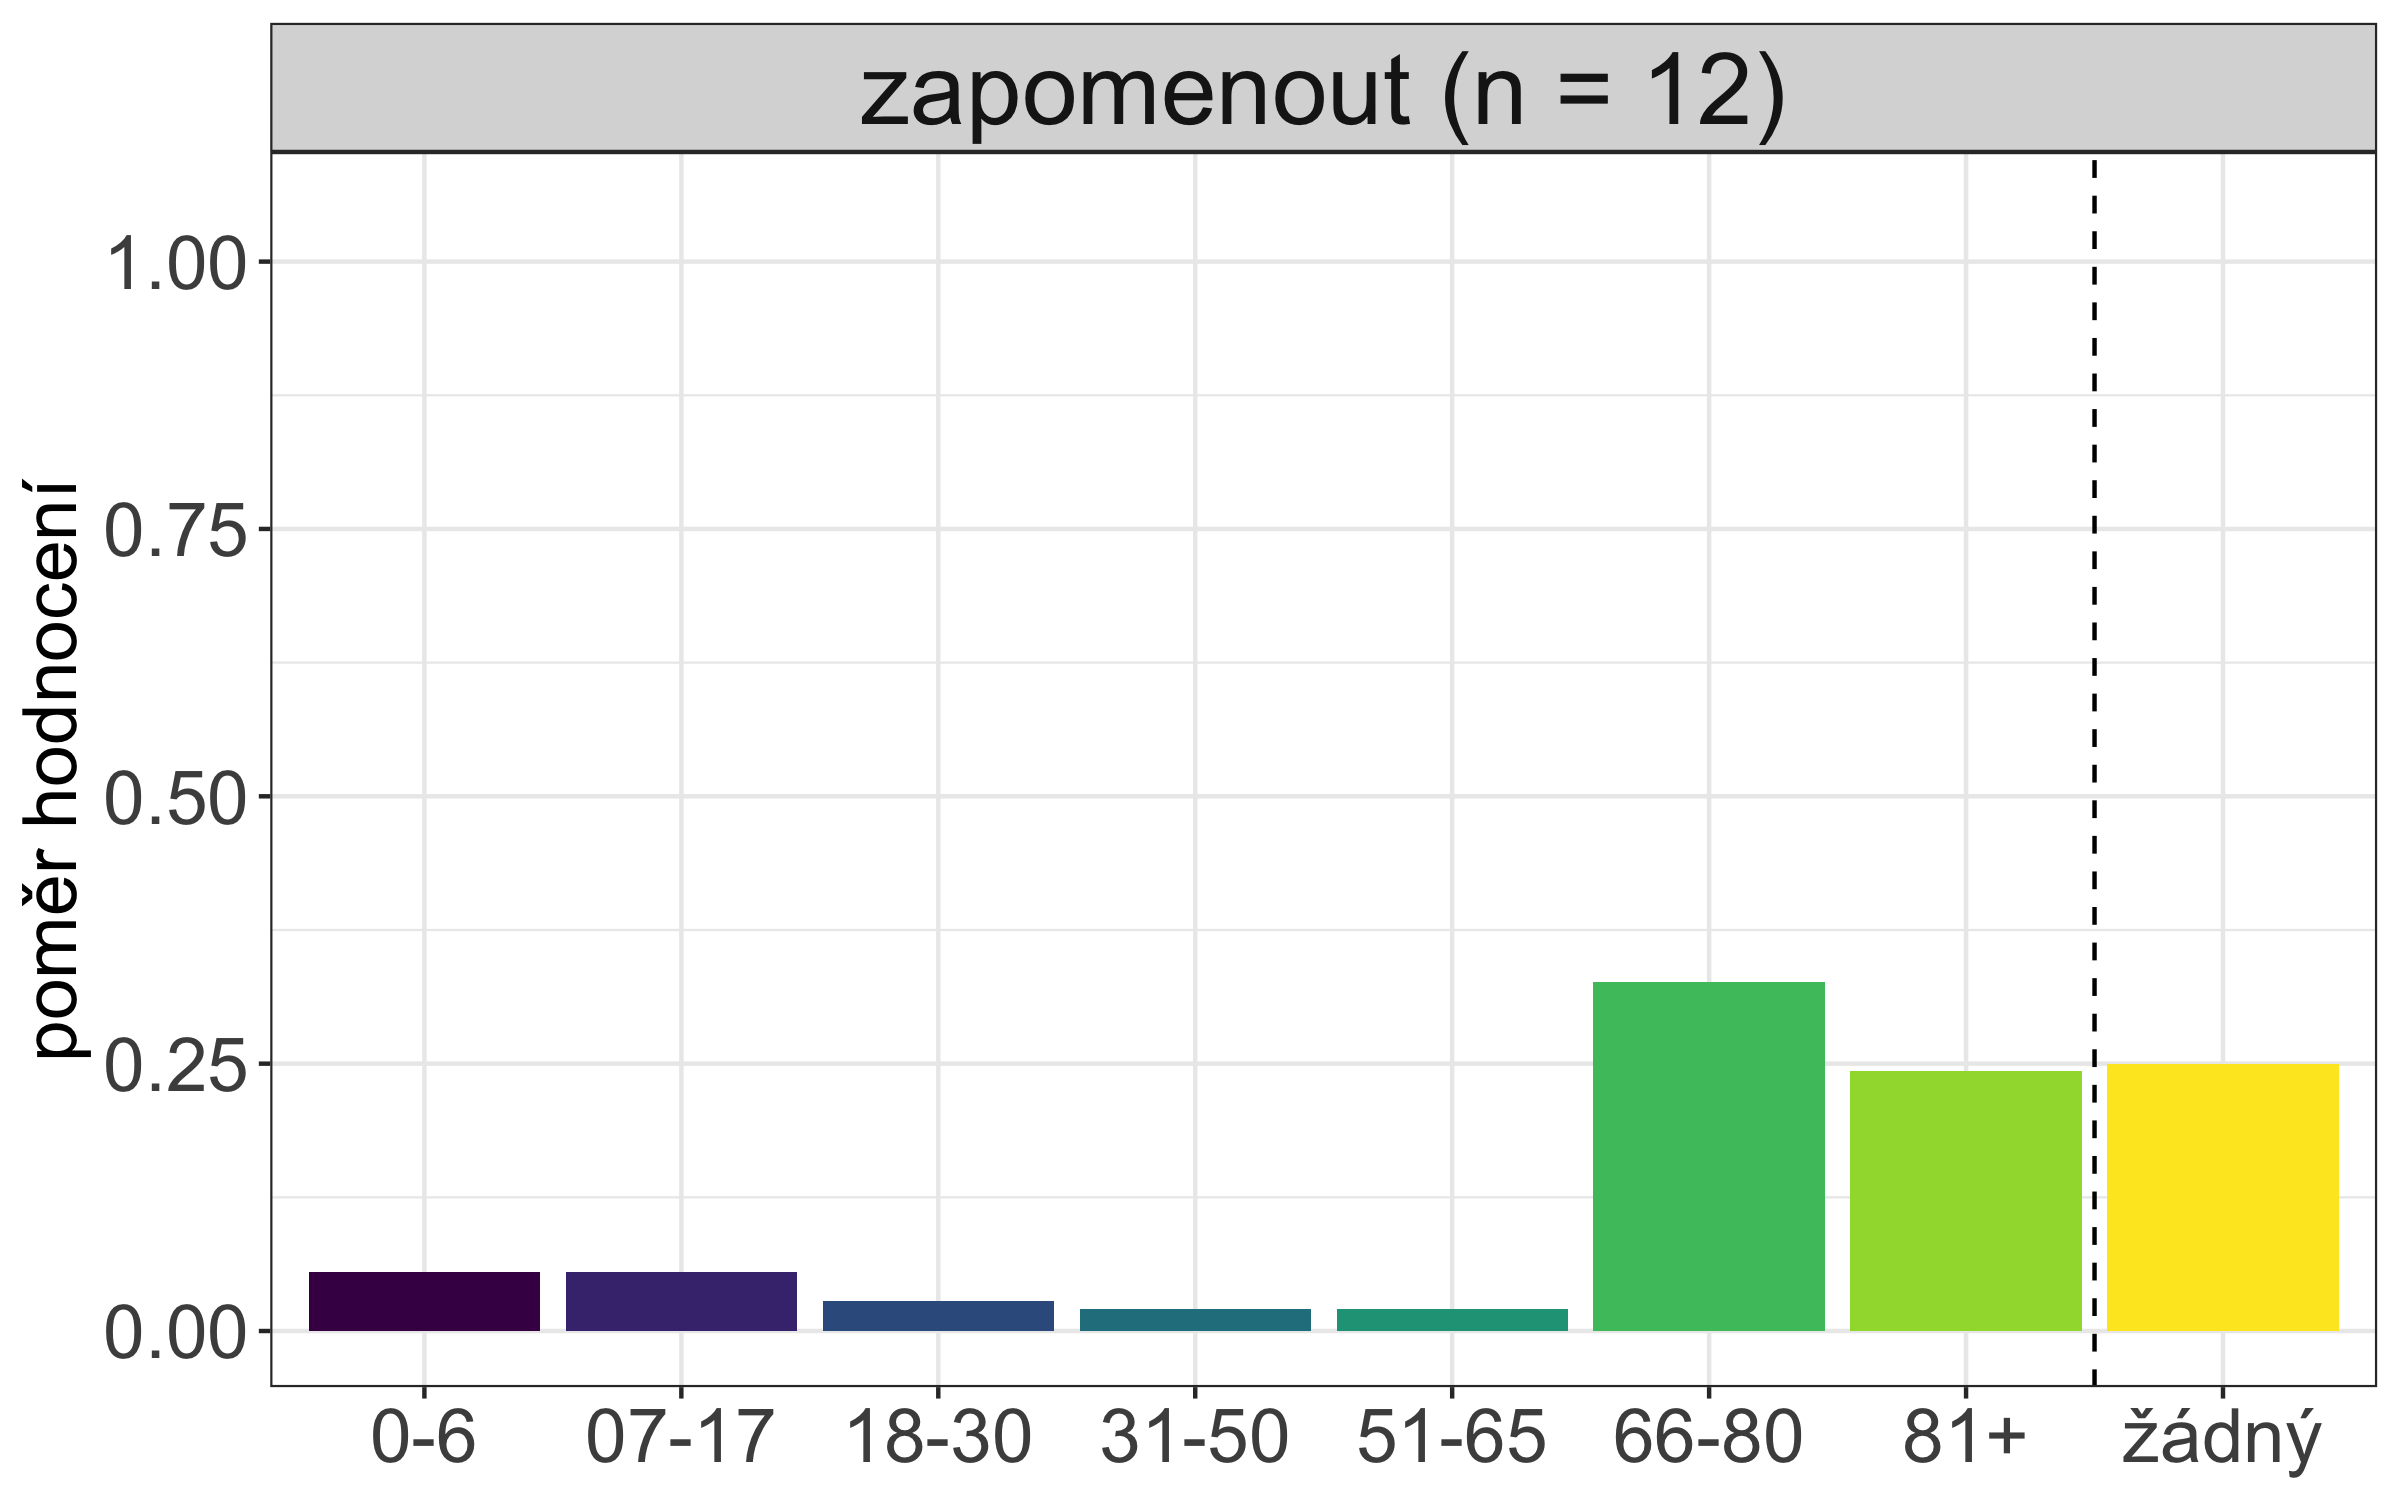 zapomenout (n = 12)
poměr hodnocení
1.00
0.75
0.50
0.25
0.00
0-6 07-17 18-30 31-50 51-65 66-80 81+ žádný